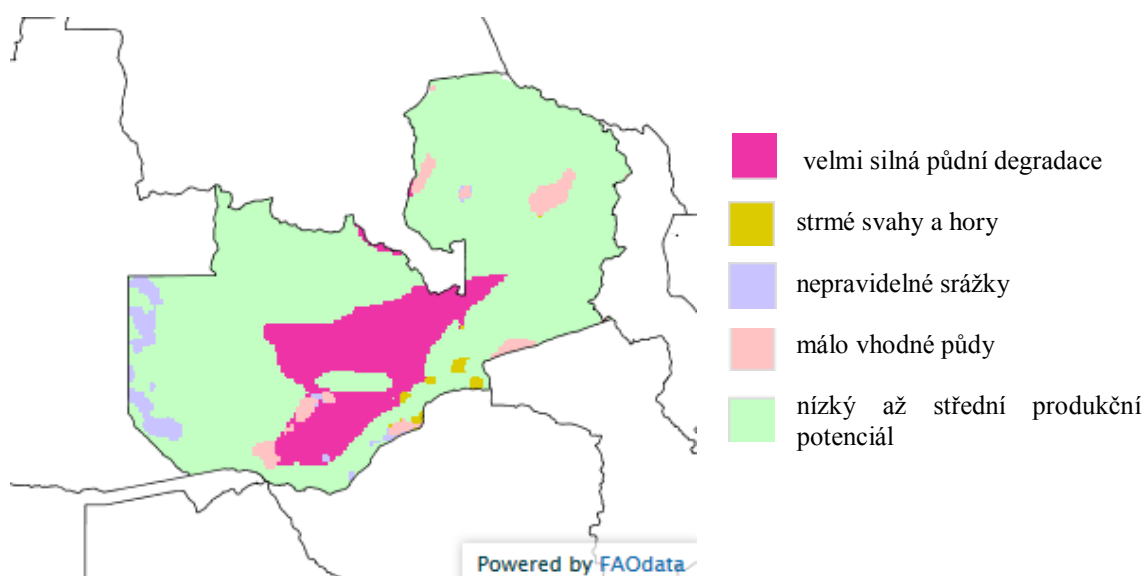 velmi silná půdní degradace
strmé svahy a hory
nepravidelné srážky
málo vhodné půdy
nízký až střední produkční
potenciál
Powered by FAOdata